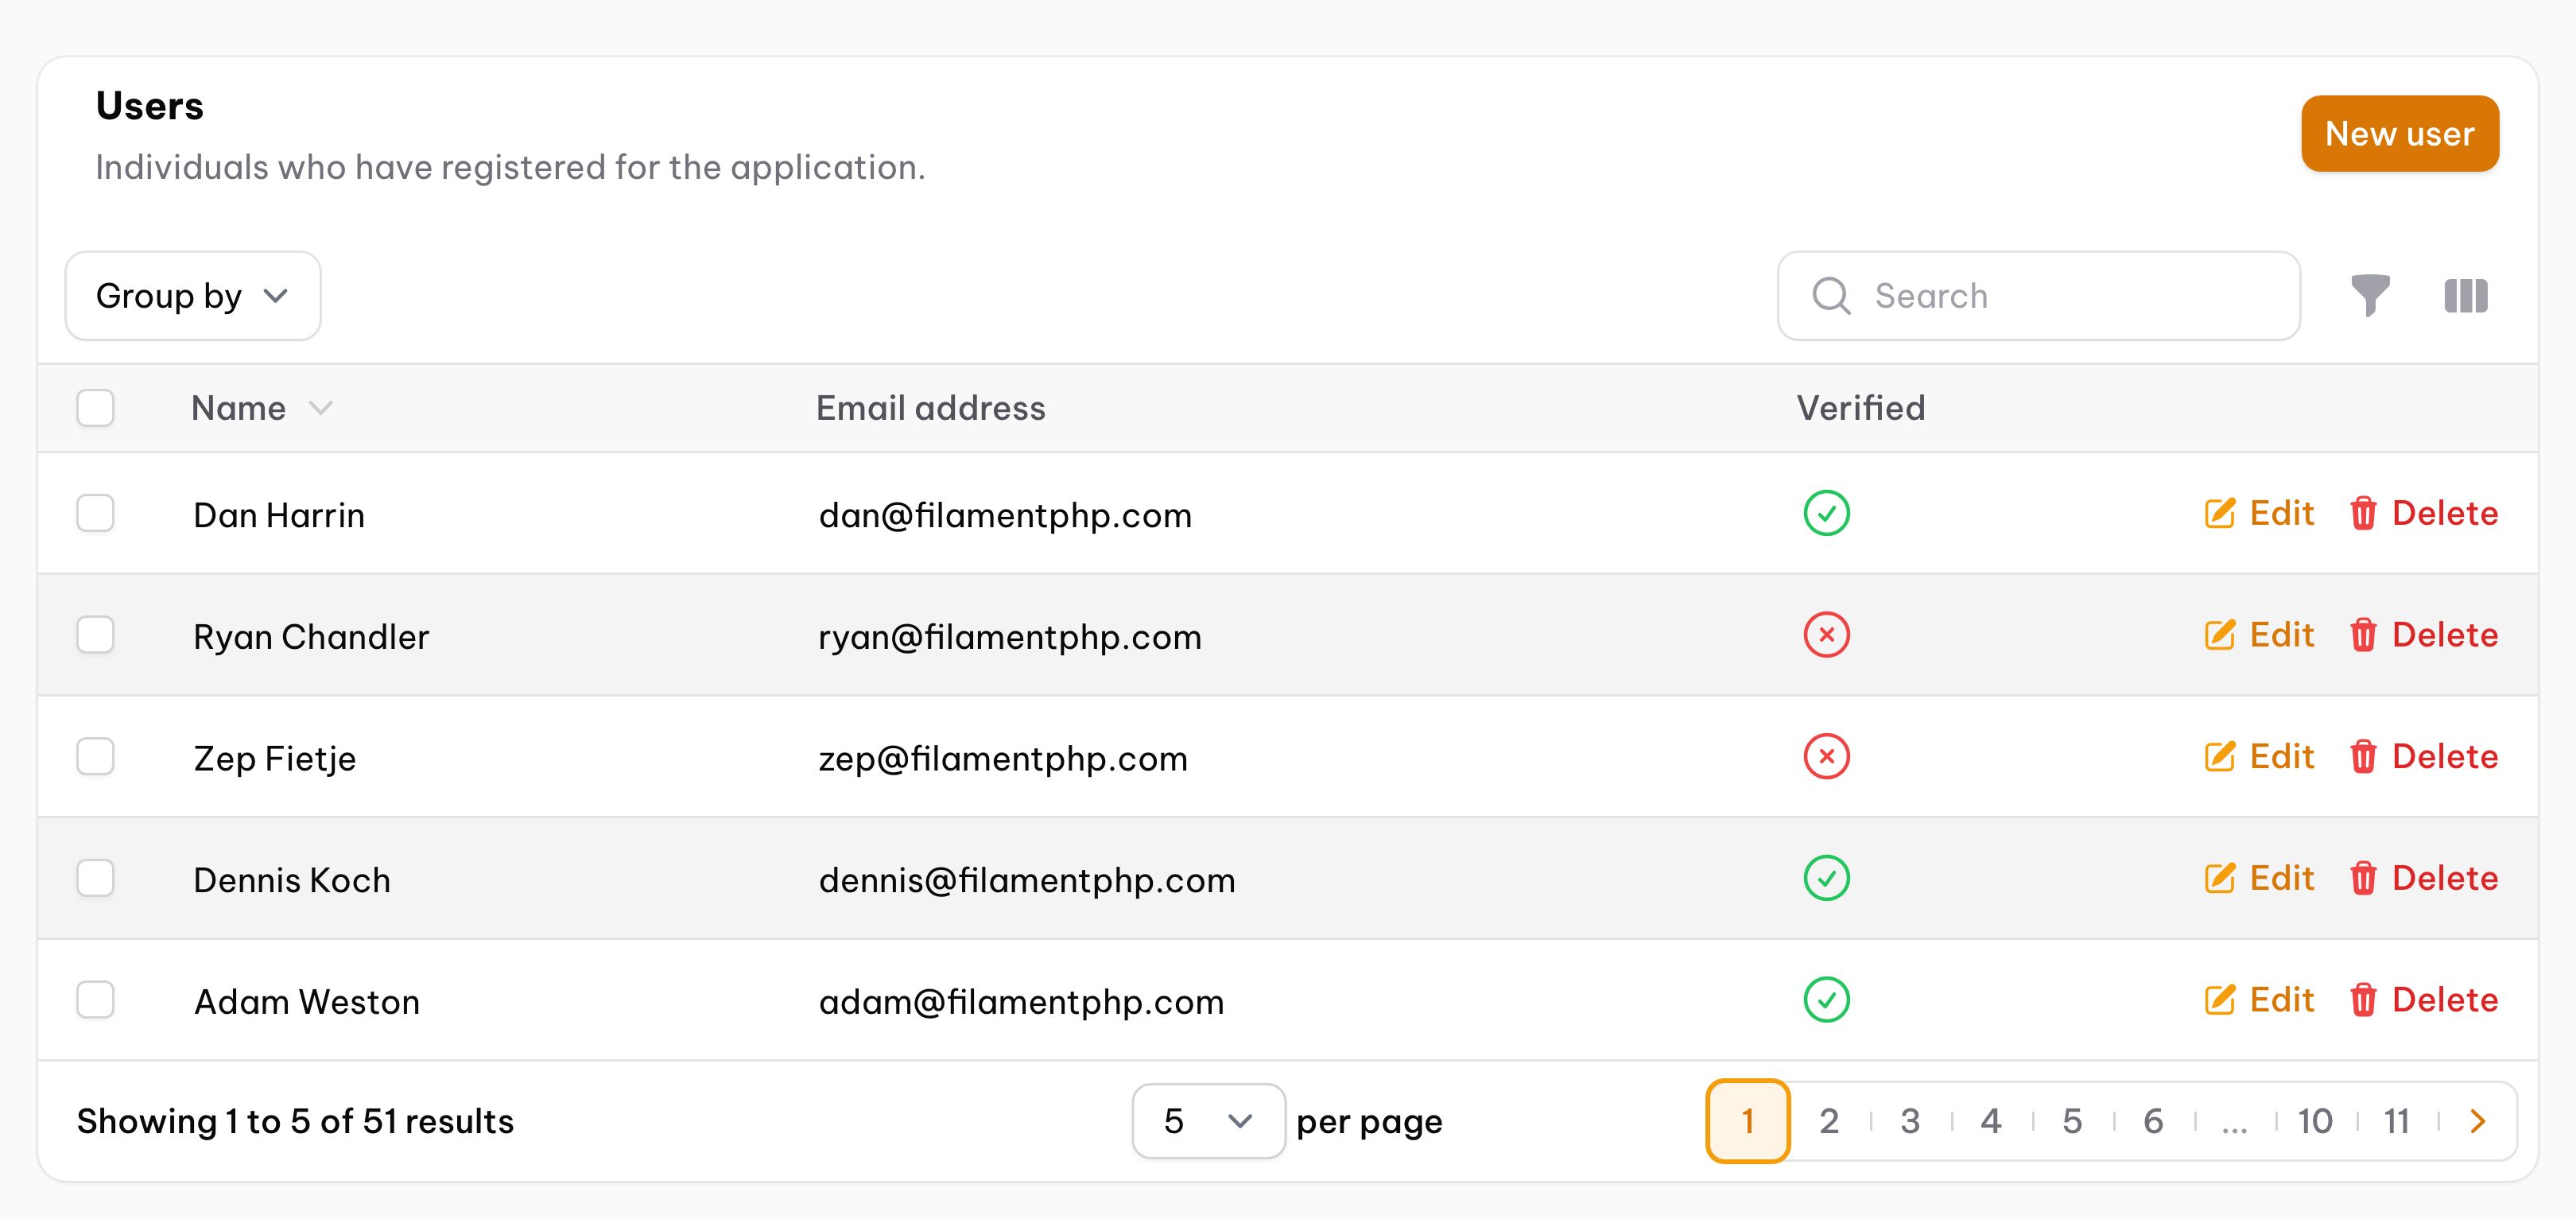 Users
Individuals who have registered for the application.
New user
Group by
Search
Name Email address Verified
Dan Harrin dan@filamentphp.com Edit Delete
Ryan Chandler ryan@filamentphp.com Edit Delete
Zep Fietje zep@filamentphp.com Edit Delete
Dennis Koch dennis@filamentphp.com Edit Delete
Adam Weston adam@filamentphp.com Edit Delete
Showing 1 to 5 of 51 results 5 per page 1 2 3 4 5 6 ... 10 11